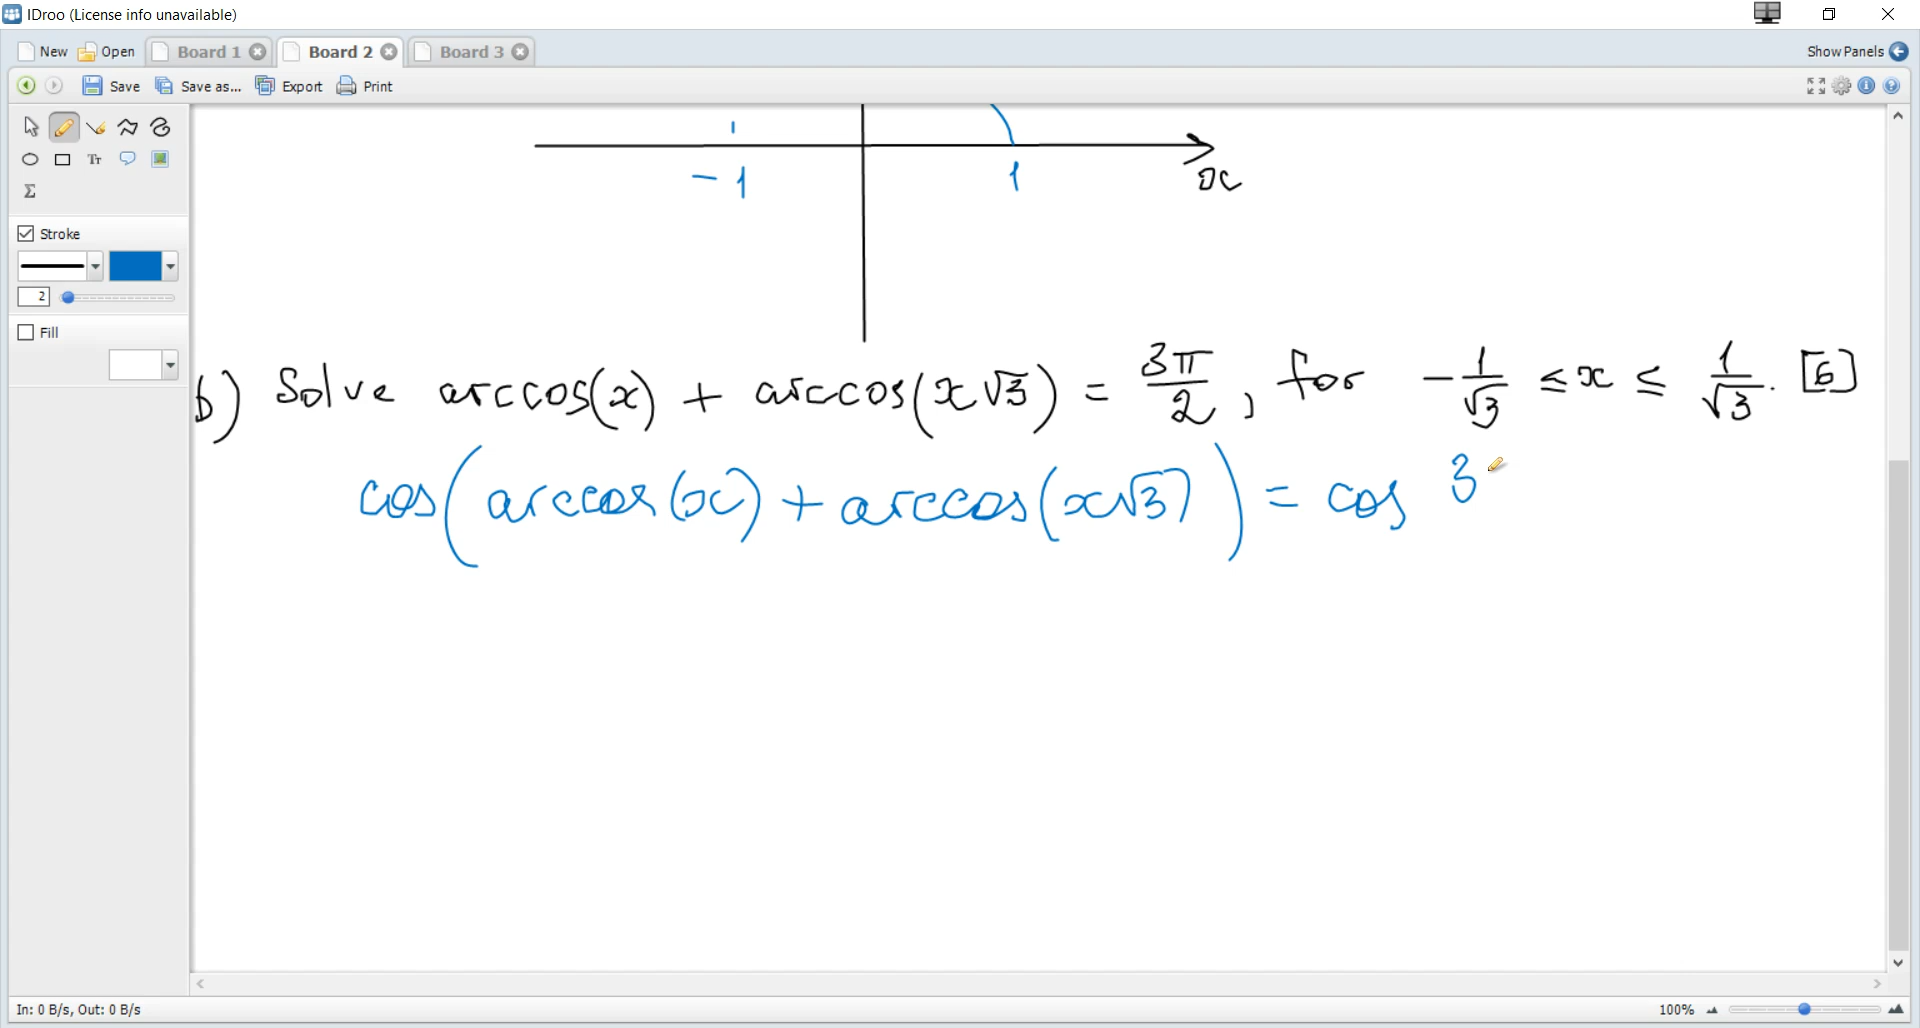 IDroo (License info unavailable)
New Open Board 1 Board 2 Board 3 Show Panels
Save Save as... Export Print
Tt
Σ
Stroke
2
Fill
-1 1 x
b) Solve arccos(x) + arccos(x√3) = 3π/2, for -1/√3 ≤ x ≤ 1/√3. [6]
cos(arccos(x) + arccos(x√3)) = cos 3
In: 0 B/s, Out: 0 B/s 100%